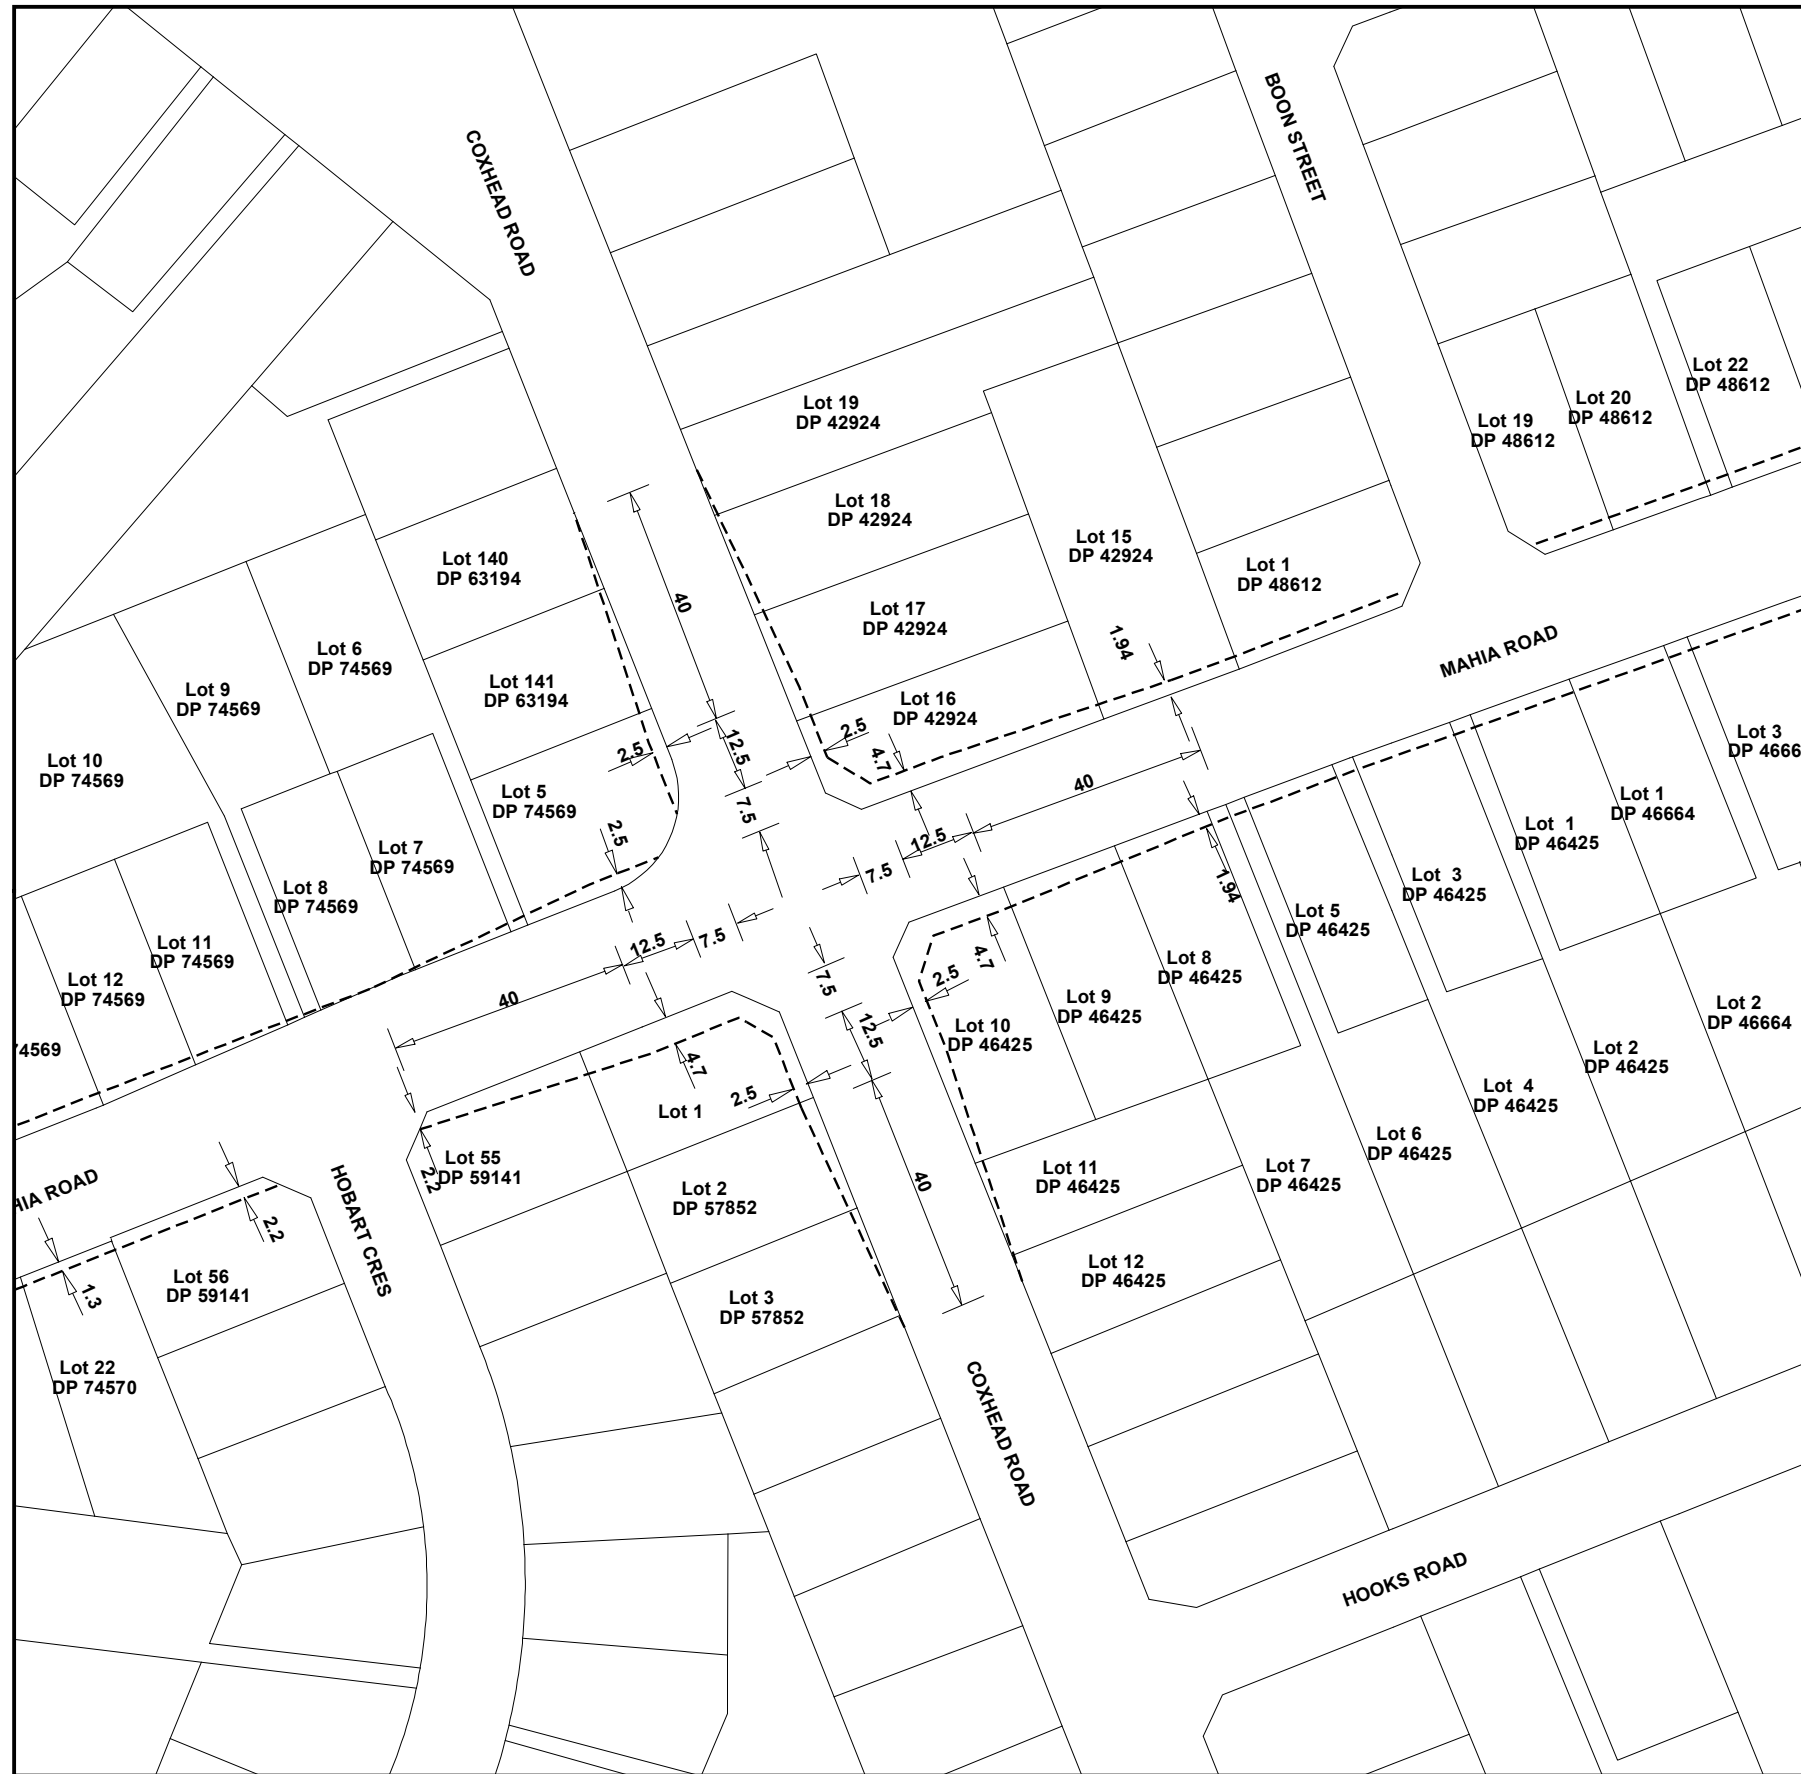 COXHEAD ROAD
BOON STREET
Lot 19
DP 42924
Lot 22
DP 48612
Lot 20
DP 48612
Lot 19
DP 48612
Lot 18
DP 42924
Lot 15
DP 42924
Lot 1
DP 48612
Lot 140
DP 63194
40
Lot 17
DP 42924
1.94
MAHIA ROAD
Lot 6
DP 74569
Lot 9
DP 74569
Lot 141
DP 63194
Lot 16
DP 42924
2.5
4.7
12.5
2.5
7.5
Lot 10
DP 74569
Lot 5
DP 74569
40
Lot 3
DP 4666
Lot 1
DP 46664
Lot 1
DP 46425
2.5
Lot 7
DP 74569
Lot 8
DP 74569
12.5
7.5
1.94
Lot 3
DP 46425
Lot 5
DP 46425
Lot 11
DP 74569
Lot 12
DP 74569
74569
12.5
7.5
40
4.7
2.5
7.5
12.5
Lot 8
DP 46425
Lot 9
DP 46425
Lot 10
DP 46425
Lot 2
DP 46664
Lot 2
DP 46425
Lot 4
DP 46425
4.7
2.5
Lot 1
Lot 6
DP 46425
Lot 7
DP 46425
Lot 11
DP 46425
40
Lot 55
DP 59141
2.2
Lot 2
DP 57852
HIA ROAD
HOBART CRES
2.2
1.3
Lot 56
DP 59141
Lot 12
DP 46425
Lot 3
DP 57852
Lot 22
DP 74570
COXHEAD ROAD
HOOKS ROAD